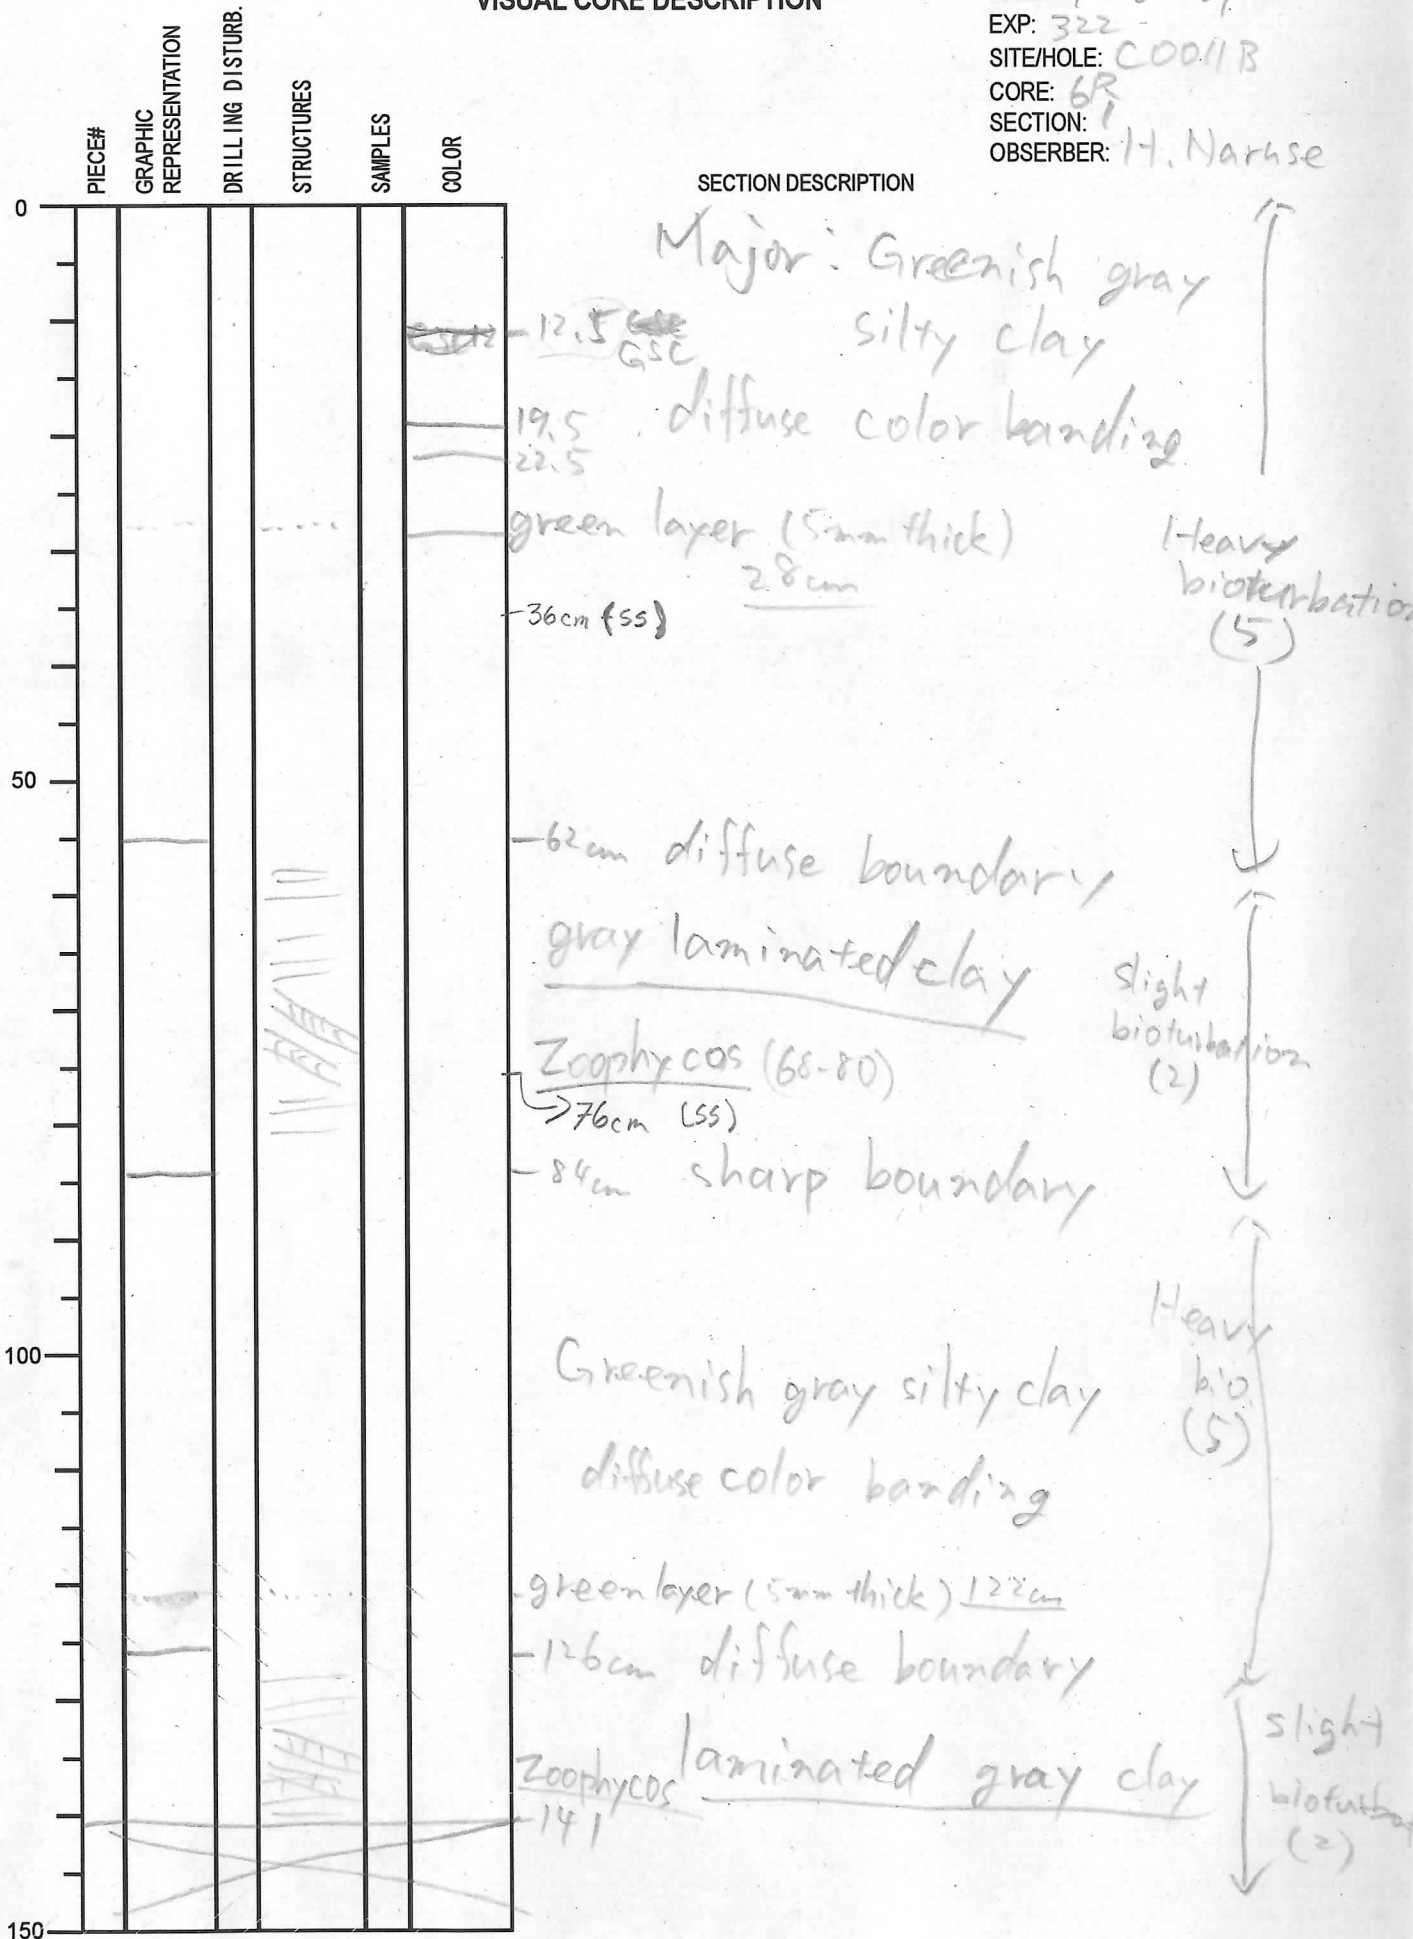 VISUAL CORE DESCRIPTION
EXP: 322
SITE/HOLE: C0011B
CORE: 6R
SECTION: 1
OBSERBER: H. Naruse
PIECE#
GRAPHIC
REPRESENTATION
DRILLING DISTURB.
STRUCTURES
SAMPLES
COLOR
SECTION DESCRIPTION
0
Major: Greenish gray
silty clay
12.5
GSC
19.5 diffuse color banding
22.5
green layer (5mm thick)
28cm
Heavy
bioturbation
(5)
36cm (SS)
50
62cm diffuse boundary
gray laminated clay
slight
bioturbation
(2)
Zoophycos (68-80)
76cm (SS)
84cm sharp boundary
100
Heavy
bio.
(5)
Greenish gray silty clay
diffuse color banding
green layer (5mm thick) 122cm
126cm diffuse boundary
Zoophycos laminated gray clay
slight
(2)
141
150